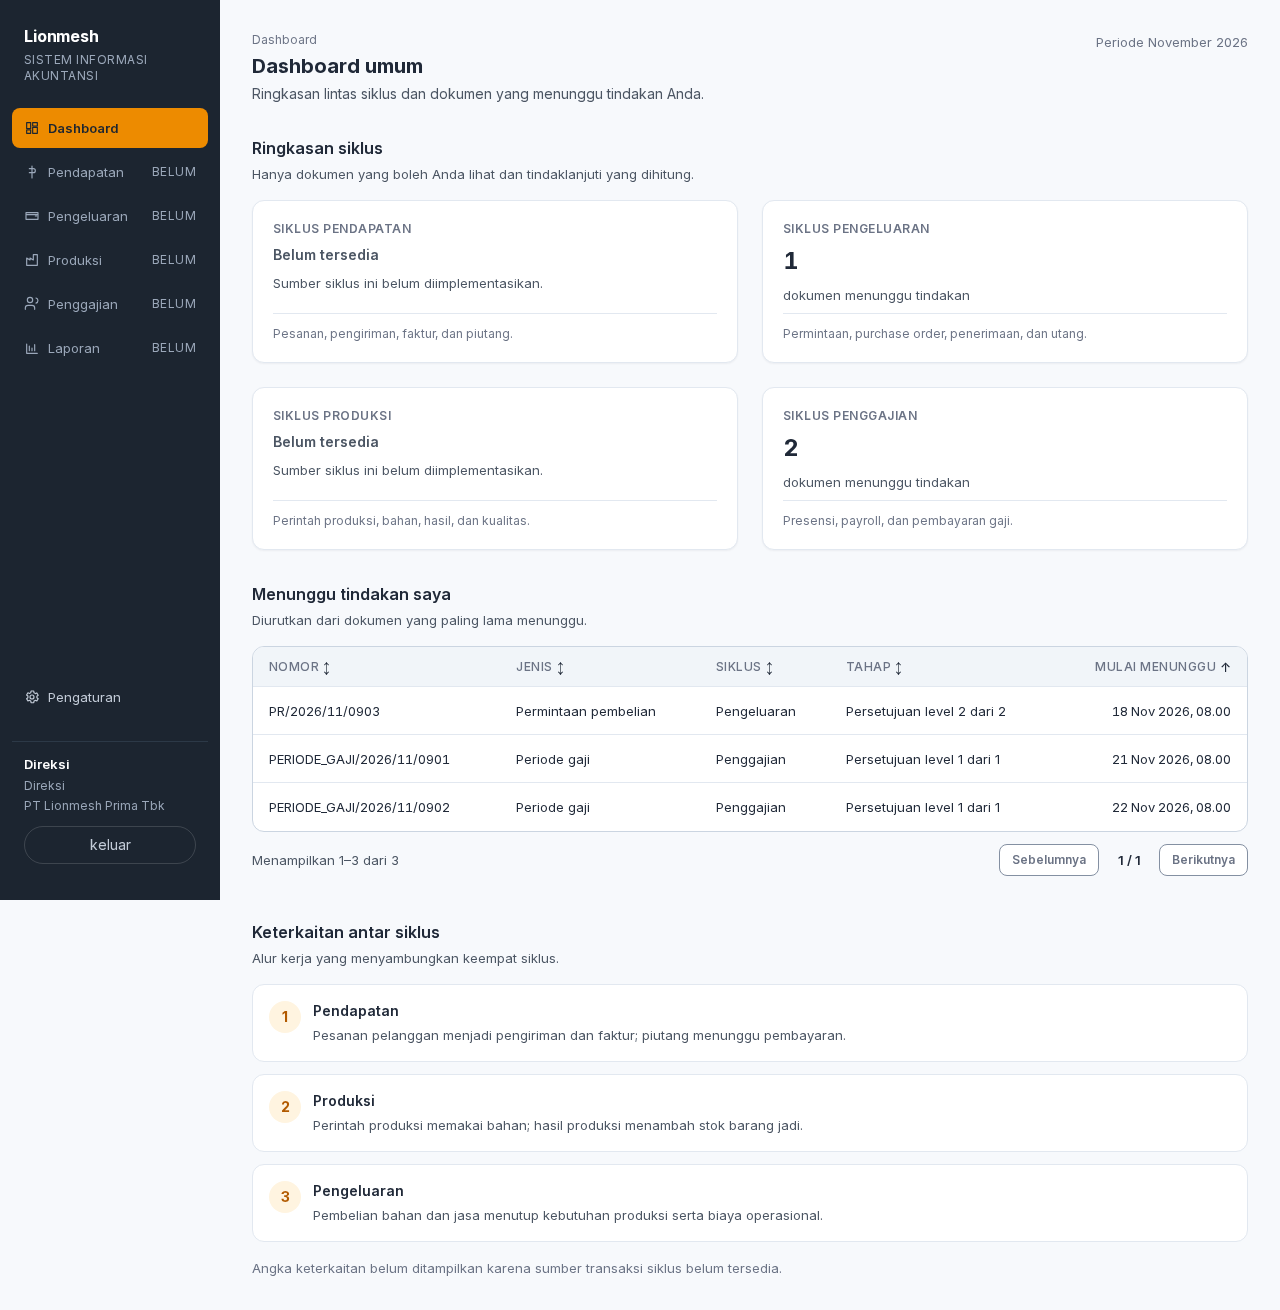 Lionmesh
SISTEM INFORMASI
AKUNTANSI
Dashboard
Pendapatan BELUM
Pengeluaran BELUM
Produksi BELUM
Penggajian BELUM
Laporan BELUM
Pengaturan
Direksi
Direksi
PT Lionmesh Prima Tbk
keluar
Dashboard
Periode November 2026
Dashboard umum
Ringkasan lintas siklus dan dokumen yang menunggu tindakan Anda.
Ringkasan siklus
Hanya dokumen yang boleh Anda lihat dan tindaklanjuti yang dihitung.
SIKLUS PENDAPATAN
Belum tersedia
Sumber siklus ini belum diimplementasikan.
Pesanan, pengiriman, faktur, dan piutang.
SIKLUS PENGELUARAN
1
dokumen menunggu tindakan
Permintaan, purchase order, penerimaan, dan utang.
SIKLUS PRODUKSI
Belum tersedia
Sumber siklus ini belum diimplementasikan.
Perintah produksi, bahan, hasil, dan kualitas.
SIKLUS PENGGAJIAN
2
dokumen menunggu tindakan
Presensi, payroll, dan pembayaran gaji.
Menunggu tindakan saya
Diurutkan dari dokumen yang paling lama menunggu.
NOMOR ↕ JENIS ↕ SIKLUS ↕ TAHAP ↕ MULAI MENUNGGU ↑
PR/2026/11/0903 Permintaan pembelian Pengeluaran Persetujuan level 2 dari 2 18 Nov 2026, 08.00
PERIODE_GAJI/2026/11/0901 Periode gaji Penggajian Persetujuan level 1 dari 1 21 Nov 2026, 08.00
PERIODE_GAJI/2026/11/0902 Periode gaji Penggajian Persetujuan level 1 dari 1 22 Nov 2026, 08.00
Menampilkan 1–3 dari 3 Sebelumnya 1 / 1 Berikutnya
Keterkaitan antar siklus
Alur kerja yang menyambungkan keempat siklus.
1 Pendapatan
Pesanan pelanggan menjadi pengiriman dan faktur; piutang menunggu pembayaran.
2 Produksi
Perintah produksi memakai bahan; hasil produksi menambah stok barang jadi.
3 Pengeluaran
Pembelian bahan dan jasa menutup kebutuhan produksi serta biaya operasional.
Angka keterkaitan belum ditampilkan karena sumber transaksi siklus belum tersedia.